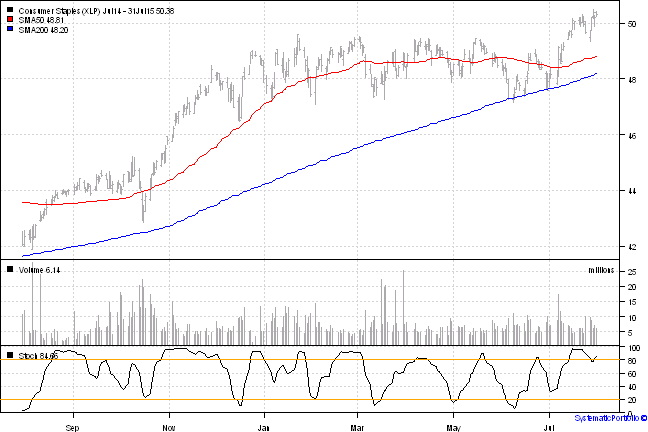 Consumer Staples (XLP) Jul14 - 31Jul15 50.38
SMA50 48.81
SMA200 48.20
50
48
46
44
42
Volume 6.14
millions
25
20
15
10
5
Stoch 84.66
100
80
60
40
20
0
Sep
Nov
Jan
Mar
May
Jul
SystematicPortfolio ©